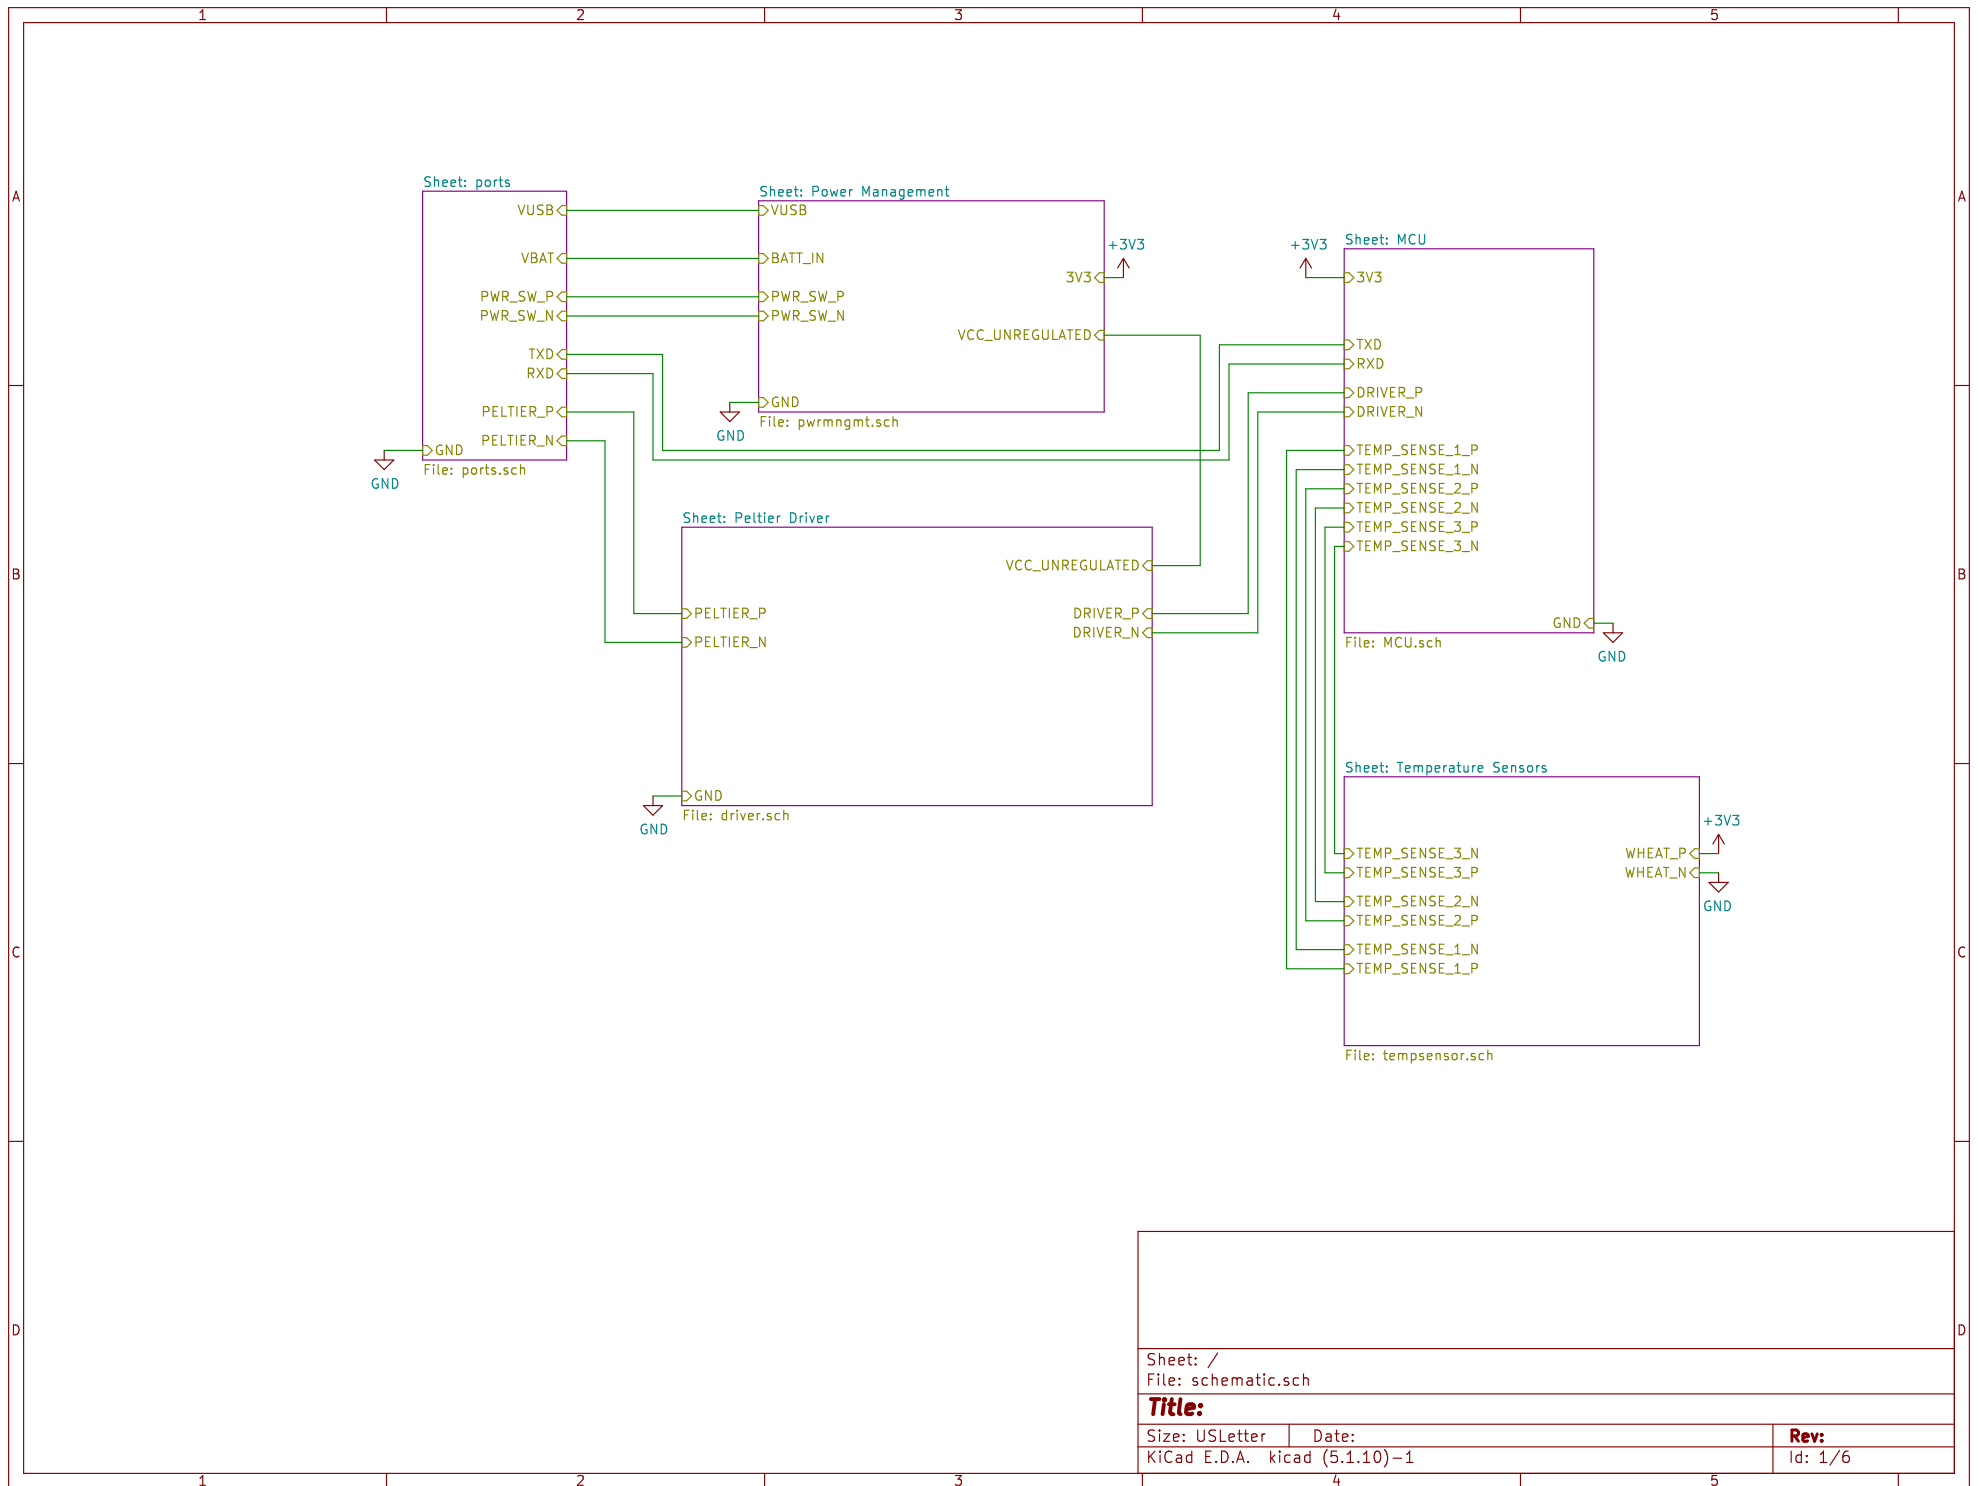 1 2 3 4 5
A A
B B
C C
D D
Sheet: ports
VUSB
VBAT
PWR_SW_P
PWR_SW_N
TXD
RXD
PELTIER_P
PELTIER_N
GND
File: ports.sch
GND
Sheet: Power Management
VUSB
BATT_IN
PWR_SW_P
PWR_SW_N
3V3
VCC_UNREGULATED
GND
File: pwrmngmt.sch
+3V3
GND
Sheet: MCU
+3V3
3V3
TXD
RXD
DRIVER_P
DRIVER_N
TEMP_SENSE_1_P
TEMP_SENSE_1_N
TEMP_SENSE_2_P
TEMP_SENSE_2_N
TEMP_SENSE_3_P
TEMP_SENSE_3_N
GND
File: MCU.sch
GND
Sheet: Peltier Driver
VCC_UNREGULATED
PELTIER_P
DRIVER_P
DRIVER_N
PELTIER_N
GND
File: driver.sch
GND
Sheet: Temperature Sensors
+3V3
TEMP_SENSE_3_N
WHEAT_P
TEMP_SENSE_3_P
WHEAT_N
TEMP_SENSE_2_N
GND
TEMP_SENSE_2_P
TEMP_SENSE_1_N
TEMP_SENSE_1_P
File: tempsensor.sch
Sheet: /
File: schematic.sch
Title:
Size: USLetter Date: Rev:
KiCad E.D.A. kicad (5.1.10)-1 Id: 1/6
1 2 3 4 5